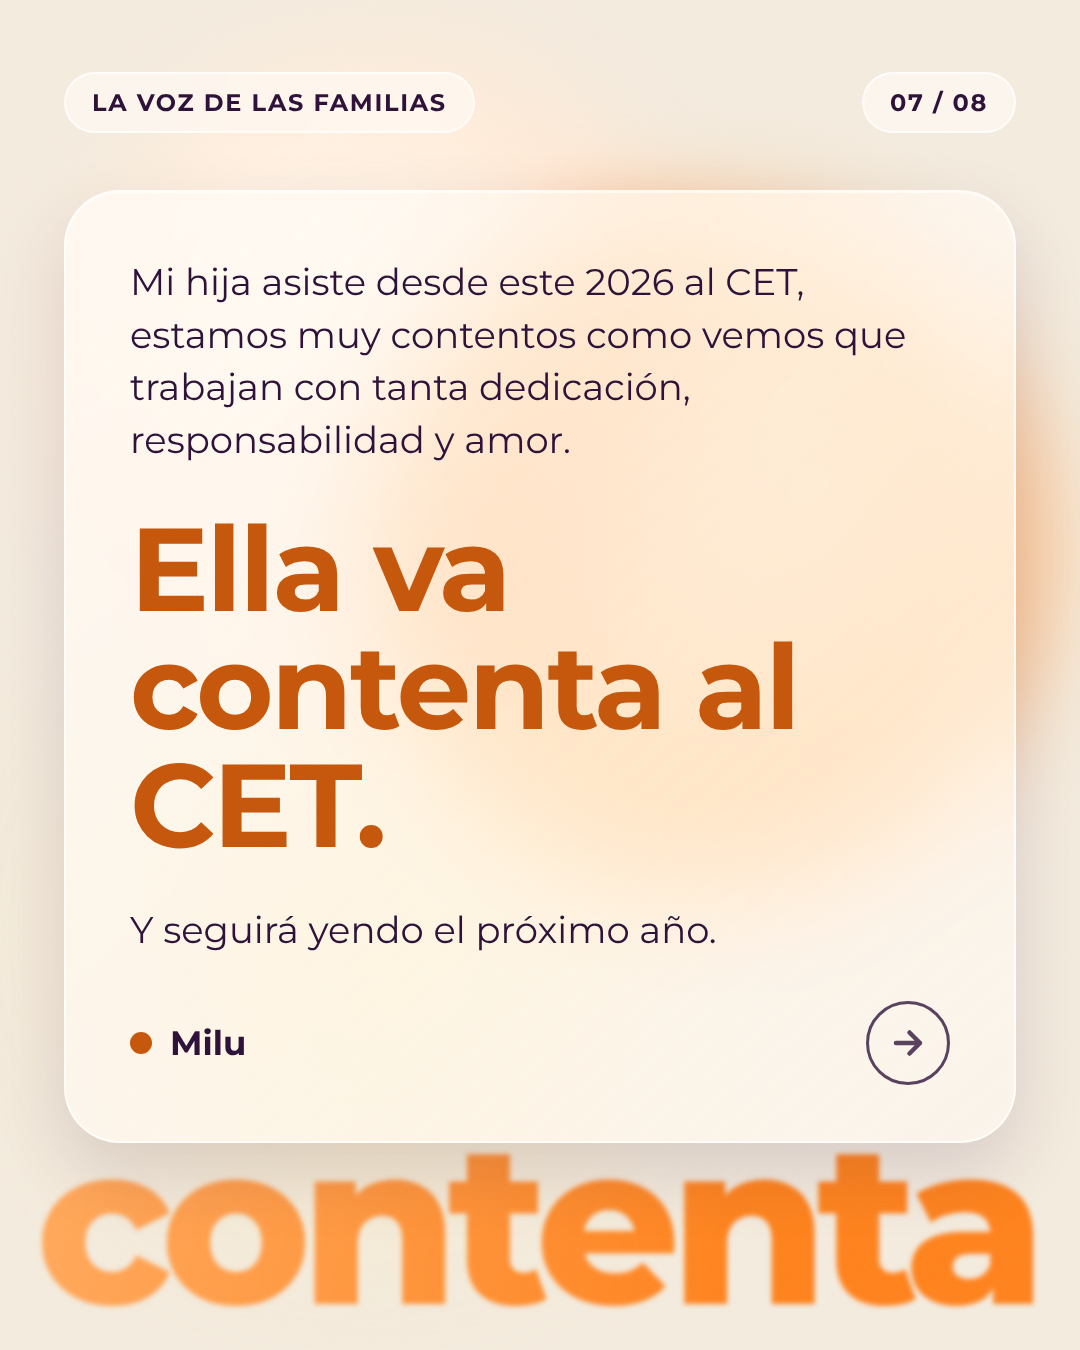 LA VOZ DE LAS FAMILIAS
07 / 08
Mi hija asiste desde este 2026 al CET,
estamos muy contentos como vemos que
trabajan con tanta dedicación,
responsabilidad y amor.
Ella va
contenta al
CET.
Y seguirá yendo el próximo año.
Milu
contenta